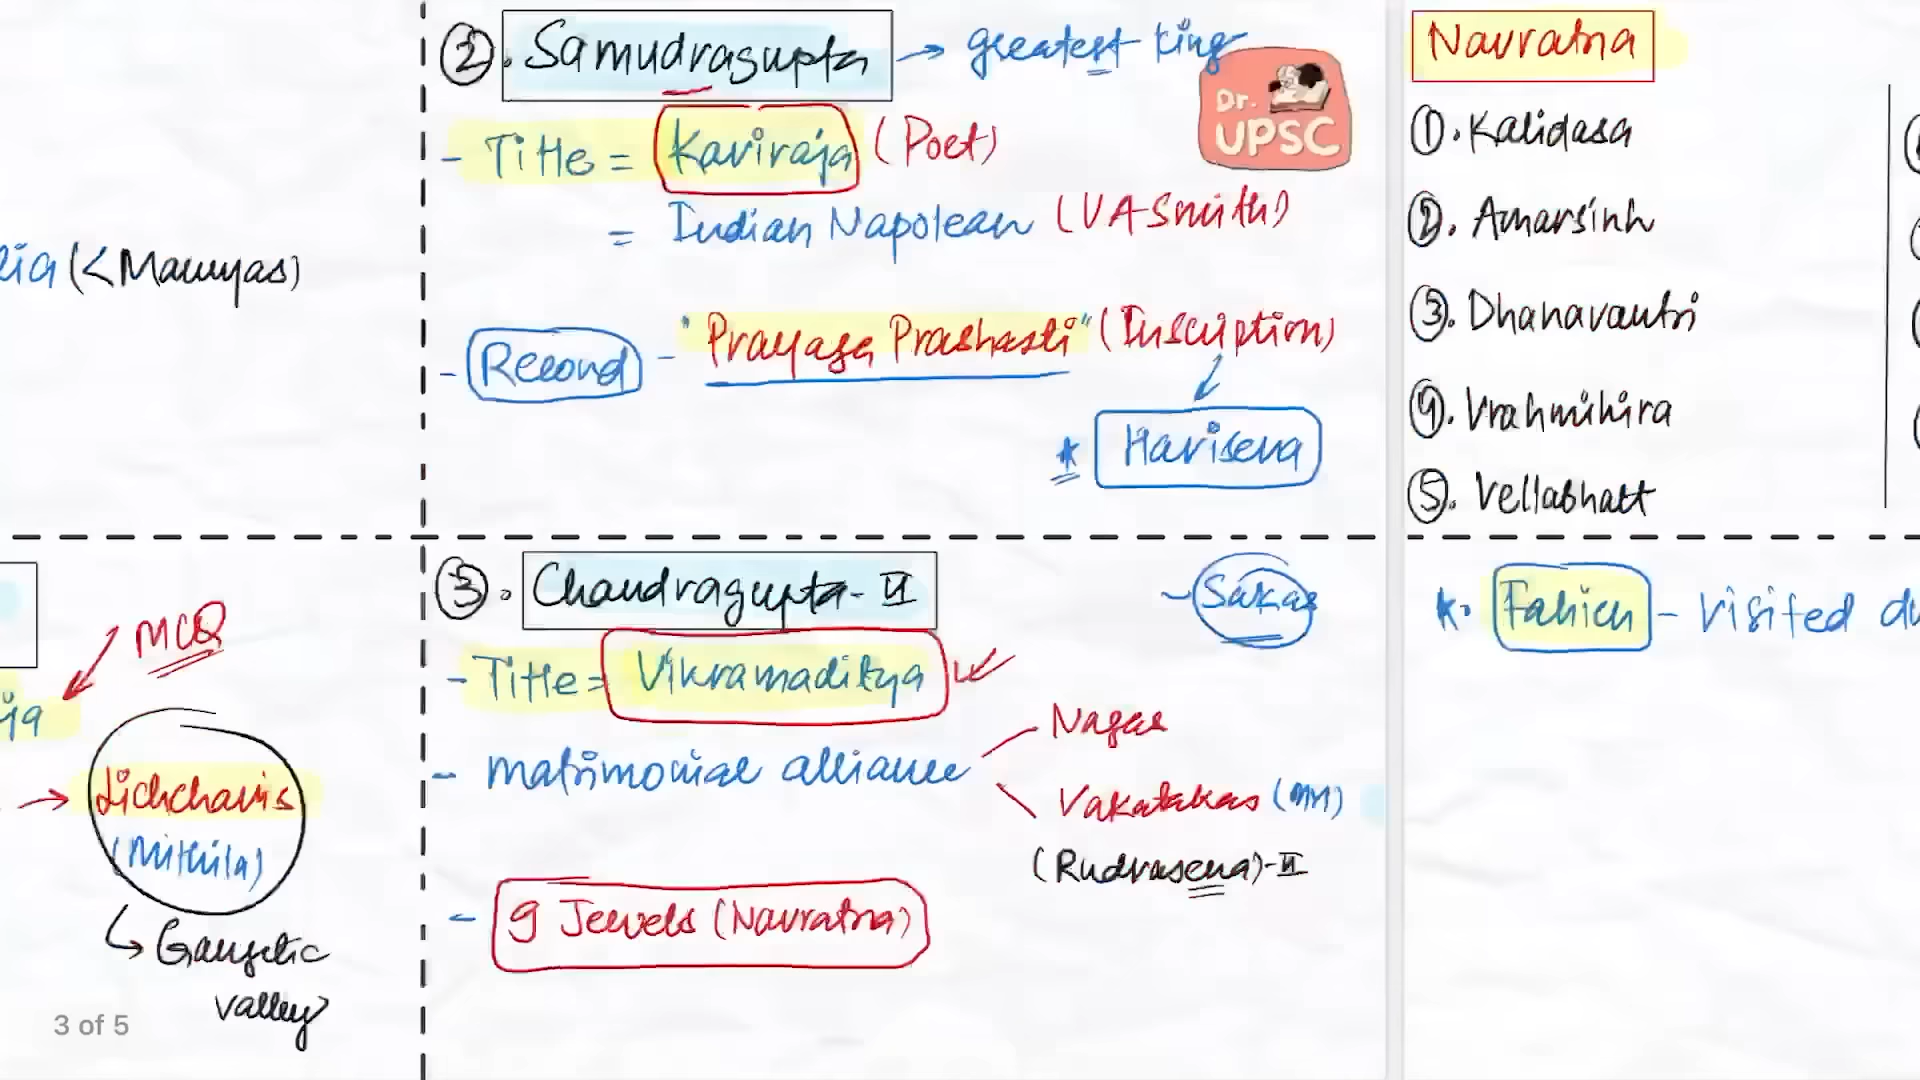 ②. Samudragupta → greatest king
Dr.
UPSC
- Title = Kaviraja (Poet)
= Indian Napolean (VA Smith)
- Record - "Prayaga Prashasti" (Inscription)
* Harisena
(< Mauryas)
Navratna
①. Kalidasa
②. Amarsinh
③. Dhanavantri
④. Vrahmihira
⑤. Vellabhatt
MCQ
→ Lichchavis
(Mithila)
↳ Gangetic
valley
3 of 5
③. Chandragupta-II
- Sakas
- Title = Vikramaditya
- matrimonial alliance
Nagas
Vakatakas (MH)
(Rudrasena)-II
- 9 Jewels (Navratna)
*. Fahien - visited